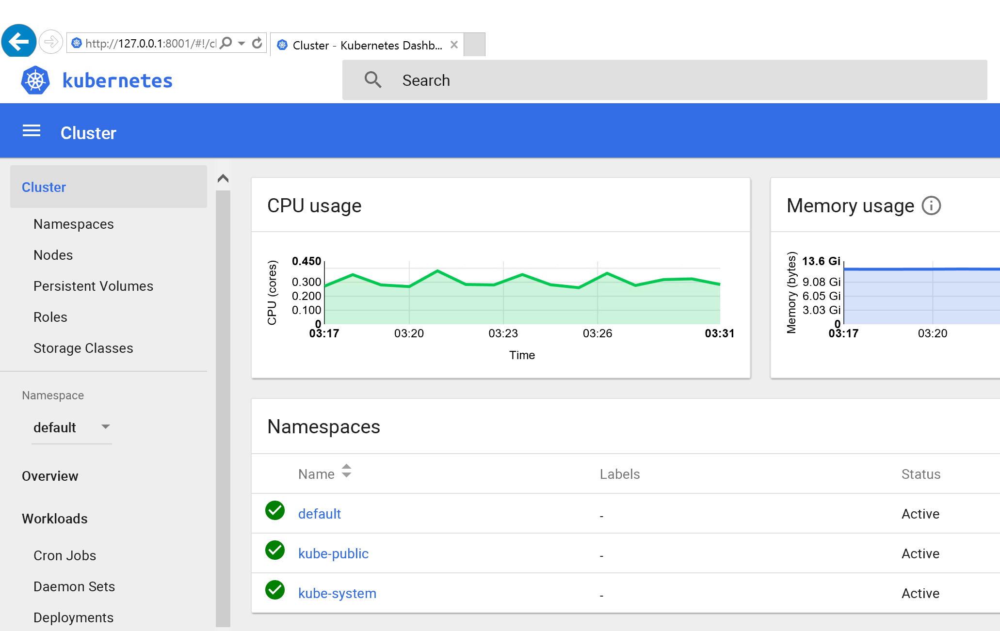 http://127.0.0.1:8001/#!/cl
Cluster - Kubernetes Dashb...
kubernetes
Search
Cluster
Cluster
Namespaces
Nodes
Persistent Volumes
Roles
Storage Classes
Namespace
default
Overview
Workloads
Cron Jobs
Daemon Sets
Deployments
CPU usage
CPU (cores)
0.450
0.300
0.200
0.100
0
03:17 03:20 03:23 03:26 03:31
Time
Memory usage
Memory (bytes)
13.6 Gi
9.08 Gi
6.05 Gi
3.03 Gi
0
03:17 03:20
Namespaces
Name Labels Status
default - Active
kube-public - Active
kube-system - Active